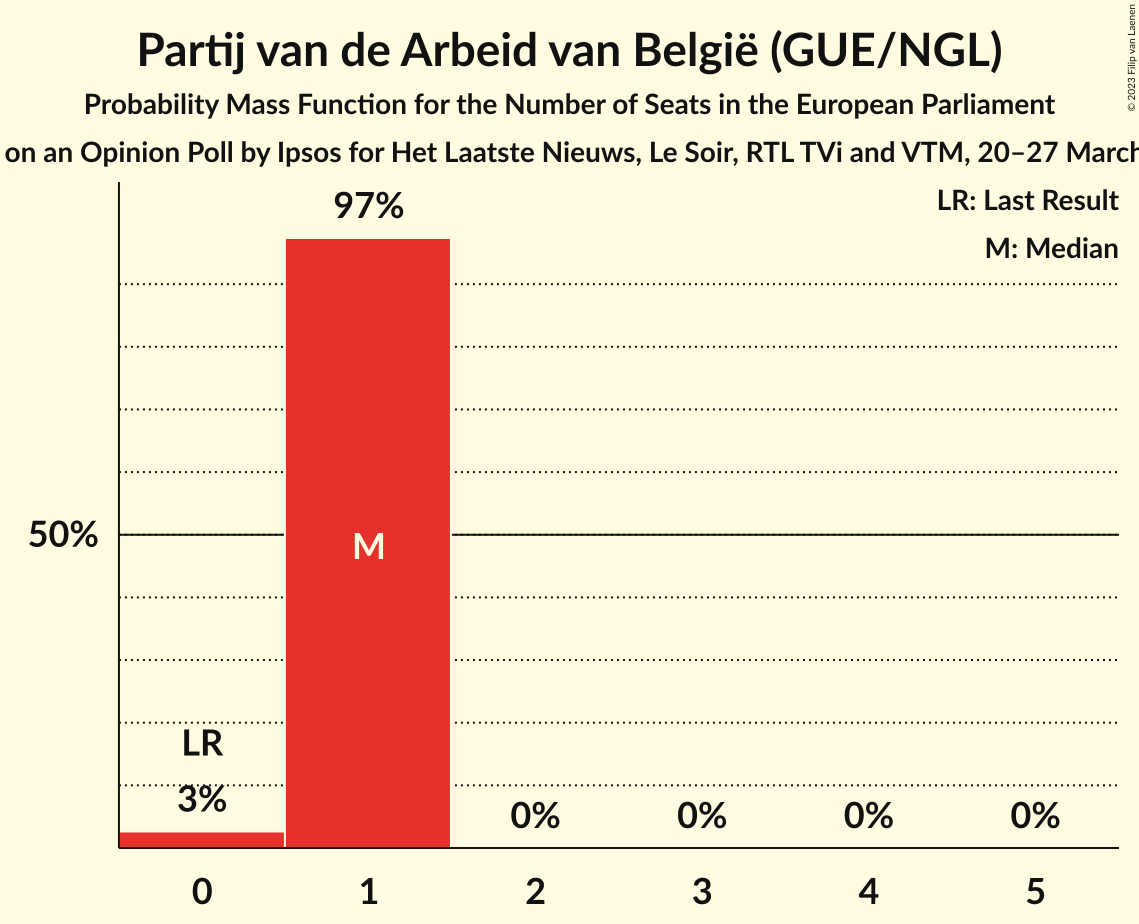 Partij van de Arbeid van België (GUE/NGL)
Probability Mass Function for the Number of Seats in the European Parliament
on an Opinion Poll by Ipsos for Het Laatste Nieuws, Le Soir, RTL TVi and VTM, 20–27 March
© 2023 Filip van Laenen
LR: Last Result
M: Median
97%
50%
M
LR
3%
0%
0%
0%
0%
0
1
2
3
4
5